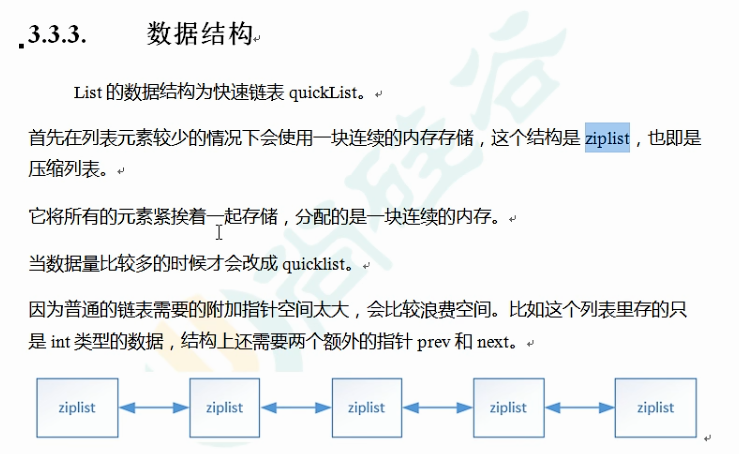 3.3.3. 数据结构
List 的数据结构为快速链表 quickList。
首先在列表元素较少的情况下会使用一块连续的内存存储，这个结构是 ziplist，也即是
压缩列表。
它将所有的元素紧挨着一起存储，分配的是一块连续的内存。
当数据量比较多的时候才会改成 quicklist。
因为普通的链表需要的附加指针空间太大，会比较浪费空间。比如这个列表里存的只
是 int 类型的数据，结构上还需要两个额外的指针 prev 和 next。
ziplist ziplist ziplist ziplist ziplist
尚硅谷